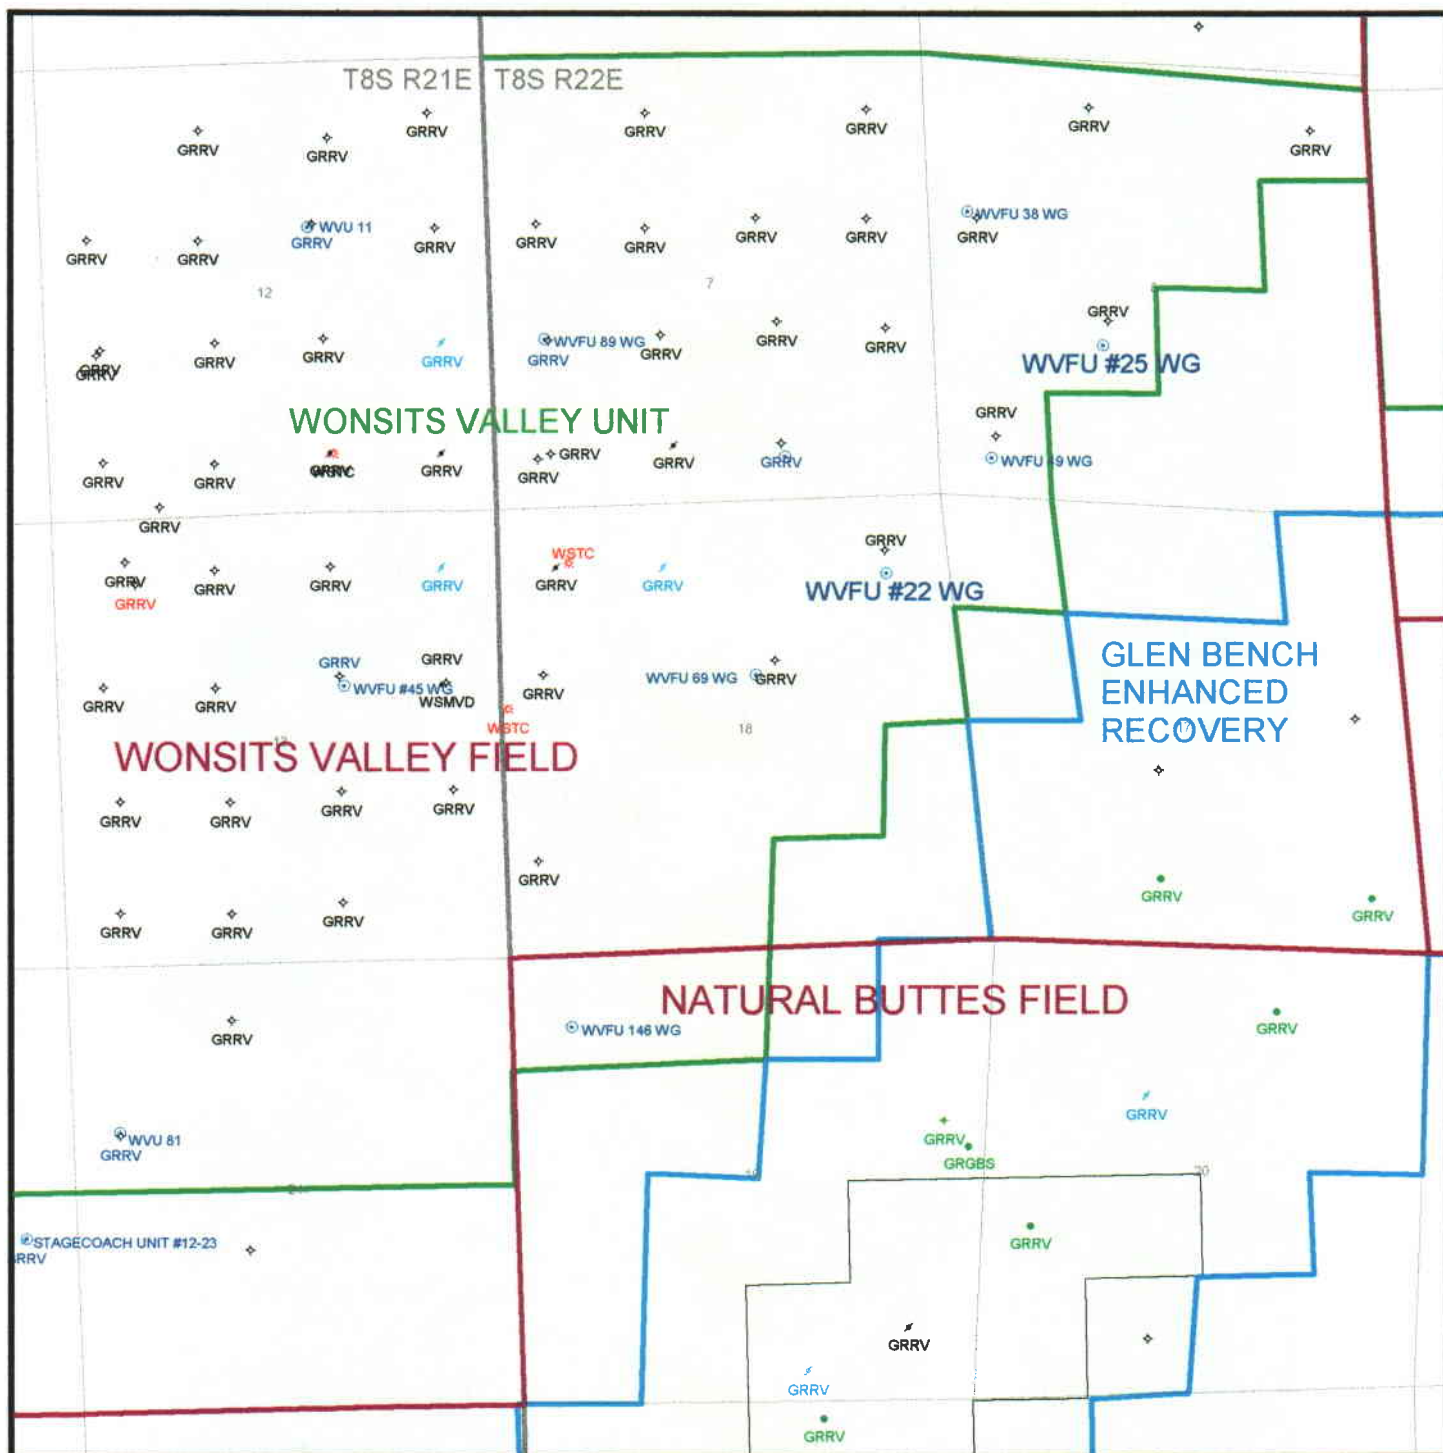 T8S R21E T8S R22E
GRRV GRRV GRRV GRRV GRRV GRRV GRRV
WVU 11 WVFU 38 WG
GRRV GRRV GRRV GRRV GRRV GRRV GRRV GRRV GRRV
12 7
GRRV
WVFU 89 WG
GRRV GRRV GRRV GRRV GRRV GRRV GRRV
WVFU #25 WG
GRRV
WONSITS VALLEY UNIT
GRRV GRRV WSTC GRRV GRRV GRRV GRRV GRRV
WVFU 49 WG
GRRV
GRRV
WSTC
GRRV GRRV GRRV GRRV GRRV GRRV
GRRV
WVFU #22 WG
GRRV GRRV
WVFU #45 WG
WVFU 69 WG GRRV
GRRV GRRV WSMVD GRRV
WSTC
18
GLEN BENCH
ENHANCED
RECOVERY
WONSITS VALLEY FIELD
GRRV GRRV GRRV GRRV
GRRV
GRRV GRRV
GRRV GRRV GRRV
NATURAL BUTTES FIELD
WVFU 146 WG
GRRV
GRRV
GRRV
WVU 81
GRRV
GRRV
GRGBS
20
STAGECOACH UNIT #12-23
GRRV
GRRV
GRRV
GRRV
GRRV